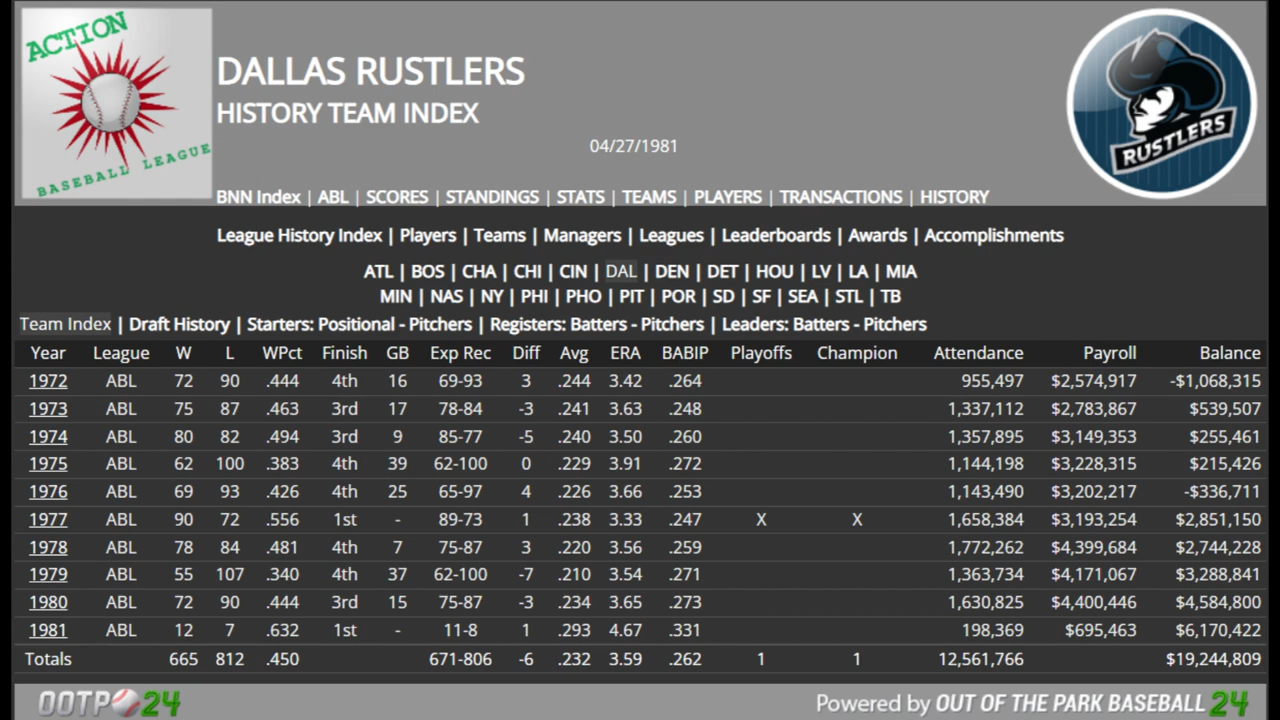 ACTION
BASEBALL LEAGUE
DALLAS RUSTLERS
HISTORY TEAM INDEX
04/27/1981
RUSTLERS
BNN Index | ABL | SCORES | STANDINGS | STATS | TEAMS | PLAYERS | TRANSACTIONS | HISTORY
League History Index | Players | Teams | Managers | Leagues | Leaderboards | Awards | Accomplishments
ATL | BOS | CHA | CHI | CIN | DAL | DEN | DET | HOU | LV | LA | MIA
MIN | NAS | NY | PHI | PHO | PIT | POR | SD | SF | SEA | STL | TB
Team Index | Draft History | Starters: Positional - Pitchers | Registers: Batters - Pitchers | Leaders: Batters - Pitchers
Year League W L WPct Finish GB Exp Rec Diff Avg ERA BABIP Playoffs Champion Attendance Payroll Balance
1972 ABL 72 90 .444 4th 16 69-93 3 .244 3.42 .264 955,497 $2,574,917 -$1,068,315
1973 ABL 75 87 .463 3rd 17 78-84 -3 .241 3.63 .248 1,337,112 $2,783,867 $539,507
1974 ABL 80 82 .494 3rd 9 85-77 -5 .240 3.50 .260 1,357,895 $3,149,353 $255,461
1975 ABL 62 100 .383 4th 39 62-100 0 .229 3.91 .272 1,144,198 $3,228,315 $215,426
1976 ABL 69 93 .426 4th 25 65-97 4 .226 3.66 .253 1,143,490 $3,202,217 -$336,711
1977 ABL 90 72 .556 1st - 89-73 1 .238 3.33 .247 X X 1,658,384 $3,193,254 $2,851,150
1978 ABL 78 84 .481 4th 7 75-87 3 .220 3.56 .259 1,772,262 $4,399,684 $2,744,228
1979 ABL 55 107 .340 4th 37 62-100 -7 .210 3.54 .271 1,363,734 $4,171,067 $3,288,841
1980 ABL 72 90 .444 3rd 15 75-87 -3 .234 3.65 .273 1,630,825 $4,400,446 $4,584,800
1981 ABL 12 7 .632 1st - 11-8 1 .293 4.67 .331 198,369 $695,463 $6,170,422
Totals 665 812 .450 671-806 -6 .232 3.59 .262 1 1 12,561,766 $19,244,809
OOTP 24
Powered by OUT OF THE PARK BASEBALL 24